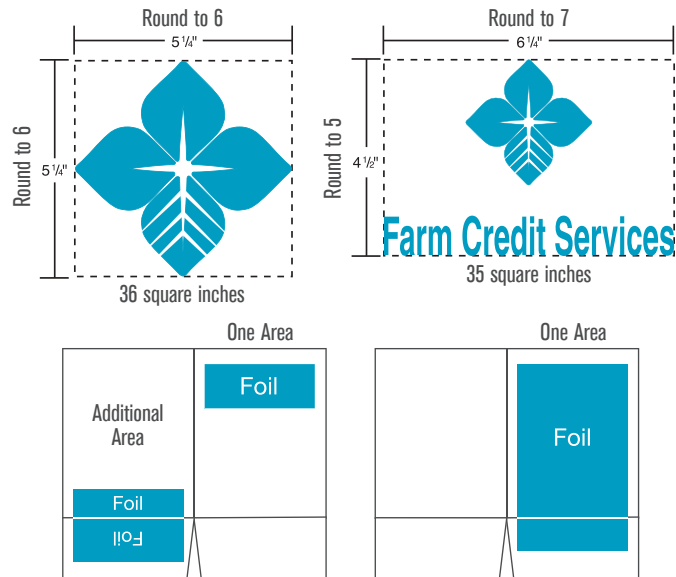 Round to 6
5 ¼"
Round to 6
5 ¼"
36 square inches
Round to 7
6 ¼"
Round to 5
4 ½"
Farm Credit Services
35 square inches
One Area
Foil
Additional
Area
Foil
Foil
One Area
Foil